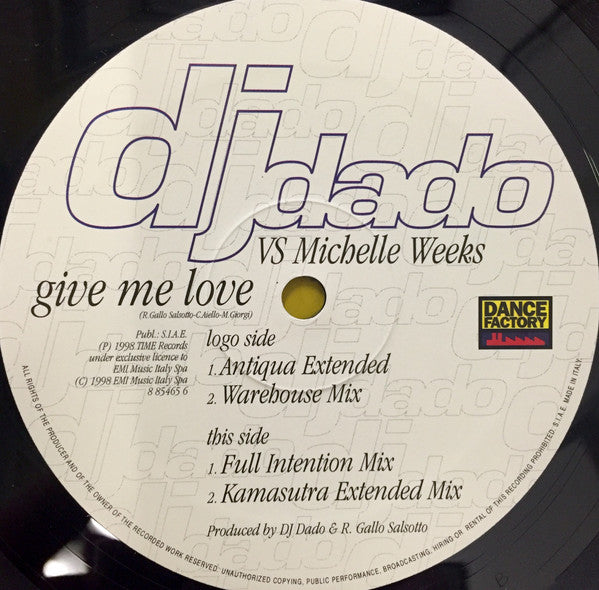 dj dado
VS Michelle Weeks
give me love
(R. Gallo Salsotto-C. Aiello-M. Giorgi)
DANCE
FACTORY
Publ.: S.I.A.E.
(P) 1998 TIME Records
under exclusive licence to
EMI Music Italy Spa
(C) 1998 EMI Music Italy Spa
8 85465 6
logo side
1. Antiqua Extended
2. Warehouse Mix
this side
1. Full Intention Mix
2. Kamasutra Extended Mix
Produced by DJ Dado & R. Gallo Salsotto
ALL RIGHTS OF THE PRODUCER AND OF THE OWNER OF THE RECORDED WORK RESERVED. UNAUTHORIZED COPYING, PUBLIC PERFORMANCE, BROADCASTING, HIRING OR RENTAL OF THIS RECORDING PROHIBITED. S.I.A.E. MADE IN ITALY.